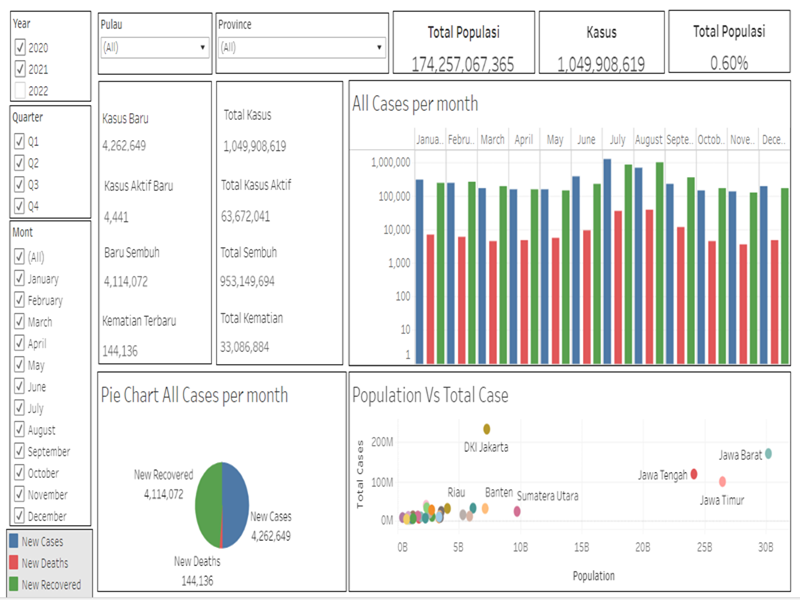 Year
2020
2021
2022
Quarter
Q1
Q2
Q3
Q4
Mont
(All)
January
February
March
April
May
June
July
August
September
October
November
December
New Cases
New Deaths
New Recovered
Pulau
(All)
Province
(All)
Total Populasi
174,257,067,365
Kasus
1,049,908,619
Total Populasi
0.60%
Kasus Baru
4,262,649
Kasus Aktif Baru
4,441
Baru Sembuh
4,114,072
Kematian Terbaru
144,136
Total Kasus
1,049,908,619
Total Kasus Aktif
63,672,041
Total Sembuh
953,149,694
Total Kematian
33,086,884
All Cases per month
Janua.. Febru.. March April May June July August Septe.. Octob.. Nove.. Dece..
1,000,000
100,000
10,000
1,000
100
10
1
Pie Chart All Cases per month
New Recovered
4,114,072
New Cases
4,262,649
New Deaths
144,136
Population Vs Total Case
Total Cases
200M
100M
0M
DKI Jakarta
Jawa Barat
Jawa Tengah
Jawa Timur
Riau
Banten
Sumatera Utara
0B 5B 10B 15B 20B 25B 30B
Population